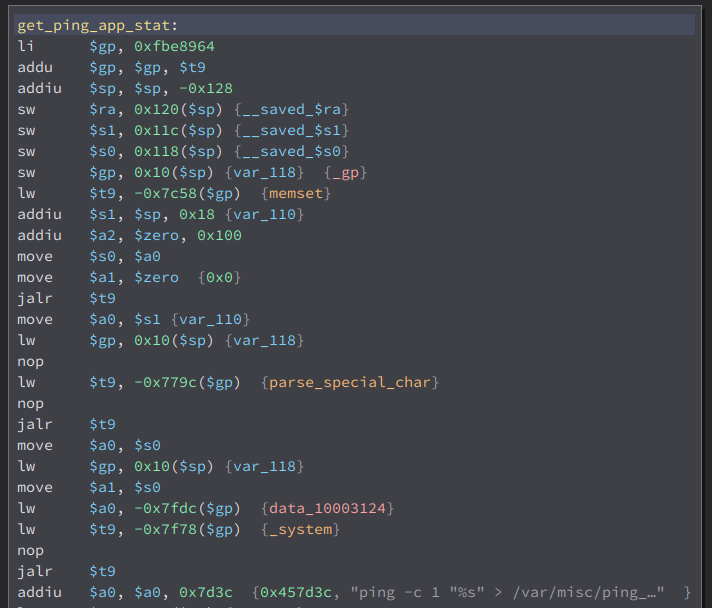 get_ping_app_stat:
li $gp, 0xfbe8964
addu $gp, $gp, $t9
addiu $sp, $sp, -0x128
sw $ra, 0x120($sp) {__saved_$ra}
sw $s1, 0x11c($sp) {__saved_$s1}
sw $s0, 0x118($sp) {__saved_$s0}
sw $gp, 0x10($sp) {var_118} {_gp}
lw $t9, -0x7c58($gp) {memset}
addiu $s1, $sp, 0x18 {var_110}
addiu $a2, $zero, 0x100
move $s0, $a0
move $a1, $zero {0x0}
jalr $t9
move $a0, $s1 {var_110}
lw $gp, 0x10($sp) {var_118}
nop
lw $t9, -0x779c($gp) {parse_special_char}
nop
jalr $t9
move $a0, $s0
lw $gp, 0x10($sp) {var_118}
move $a1, $s0
lw $a0, -0x7fdc($gp) {data_10003124}
lw $t9, -0x7f78($gp) {_system}
nop
jalr $t9
addiu $a0, $a0, 0x7d3c {0x457d3c, "ping -c 1 "%s" > /var/misc/ping_…" }